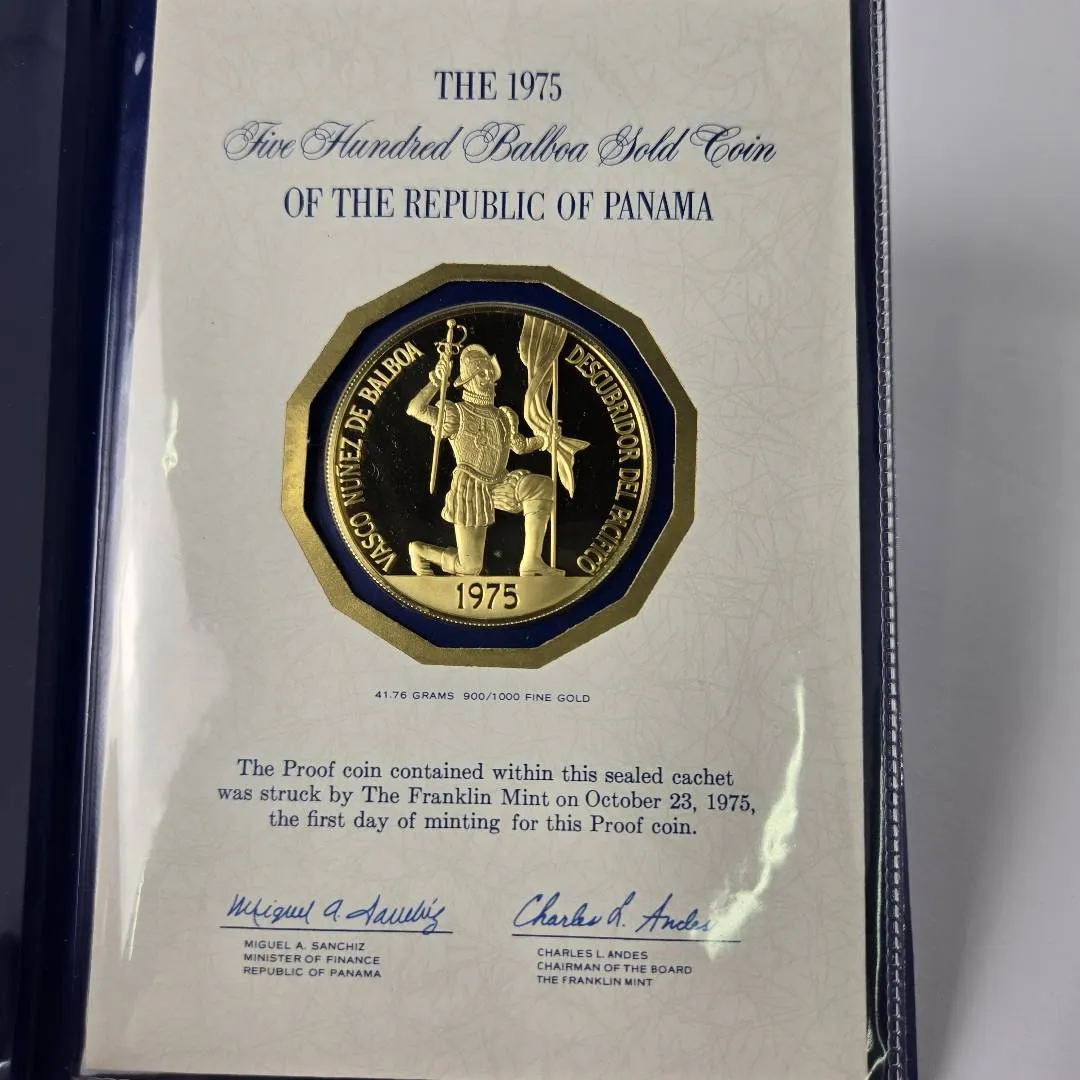 THE 1975
Five Hundred Balboa Gold Coin
OF THE REPUBLIC OF PANAMA
VASCO NUÑEZ DE BALBOA
DESCUBRIDOR DEL PACIFICO
1975
41.76 GRAMS 900/1000 FINE GOLD
The Proof coin contained within this sealed cachet
was struck by The Franklin Mint on October 23, 1975,
the first day of minting for this Proof coin.
Miguel A. Sanchiz
Charles L. Andes
MIGUEL A. SANCHIZ
MINISTER OF FINANCE
REPUBLIC OF PANAMA
CHARLES L. ANDES
CHAIRMAN OF THE BOARD
THE FRANKLIN MINT